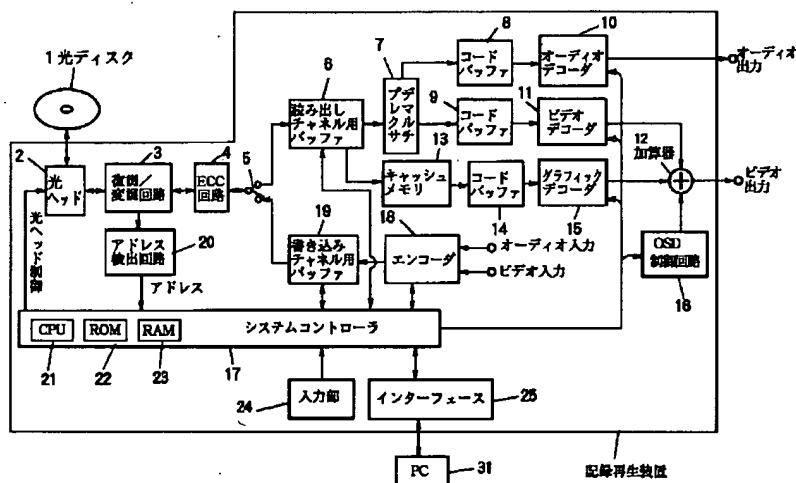 1光ディスク
2
光
ヘッド
3
復調／
変調回路
4
ECC
回路
5
6
読み出し
チャネル用
バッファ
7
デマルチ
プレクサ
8
コード
バッファ
10
オーディオ
デコーダ
オーディオ
出力
9
コード
バッファ
11
ビデオ
デコーダ
12
加算器
ビデオ
出力
13
キャッシュ
メモリ
コード
バッファ
14
グラフィック
デコーダ
15
光ヘッド制御
アドレス
検出回路
20
アドレス
19
書き込み
チャネル用
バッファ
18
エンコーダ
オーディオ入力
ビデオ入力
OSD
制御回路
16
CPU
ROM
RAM
システムコントローラ
21
22
23
17
24
入力部
インターフェース
25
PC
31
記録再生装置